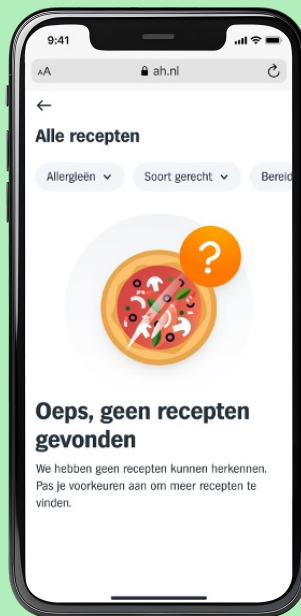 9:41
AA ah.nl
Alle recepten
Allergieën Soort gerecht Bereid
?
Oeps, geen recepten
gevonden
We hebben geen recepten kunnen herkennen.
Pas je voorkeuren aan om meer recepten te
vinden.